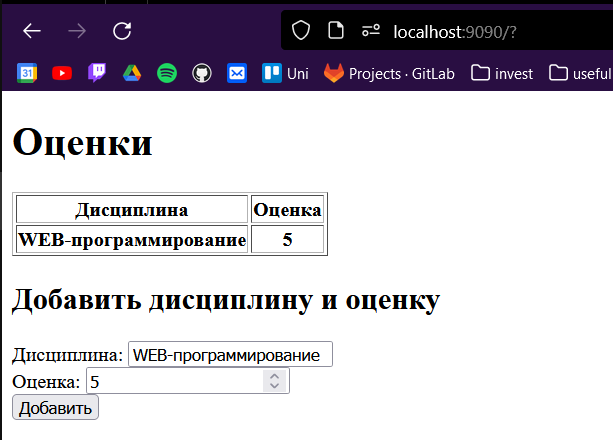 localhost:9090/?
31 Uni Projects · GitLab invest useful
Оценки
Дисциплина Оценка
WEB-программирование 5
Добавить дисциплину и оценку
Дисциплина: WEB-программирование
Оценка: 5
Добавить